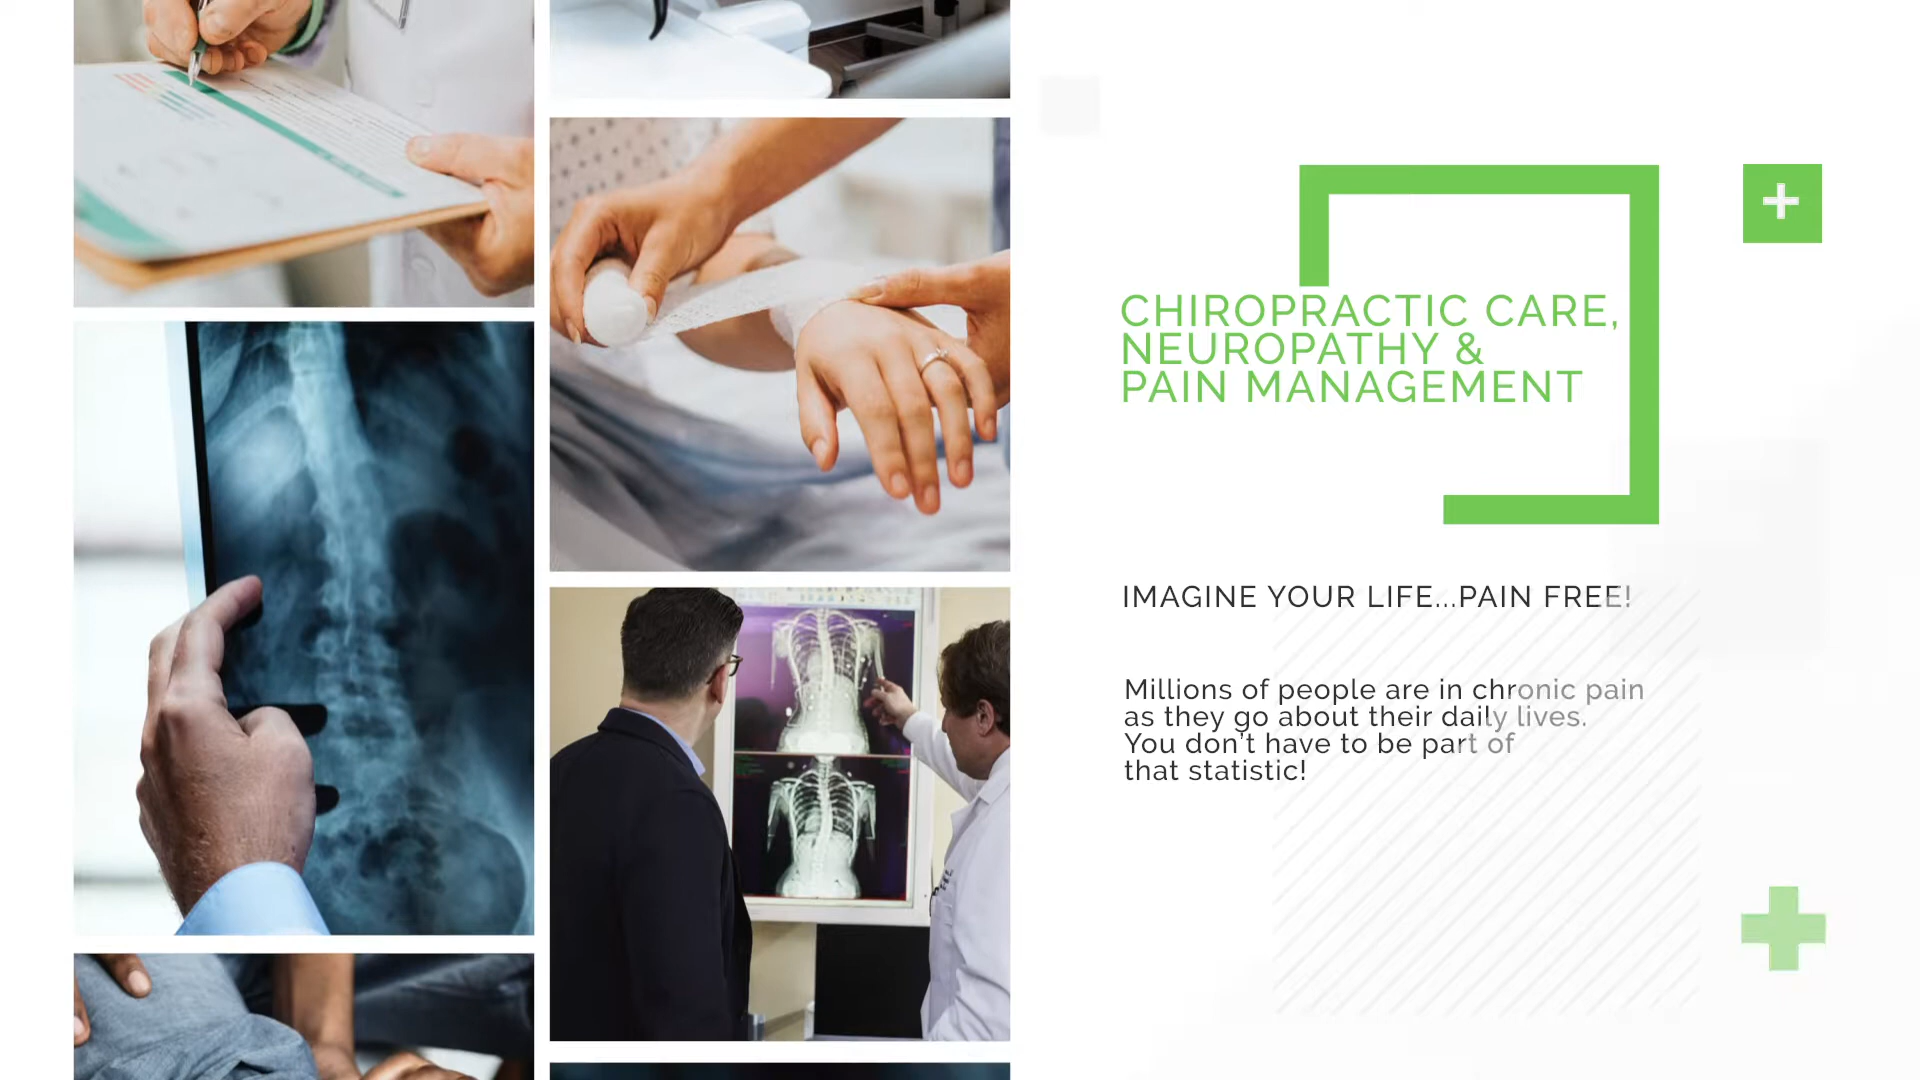 CHIROPRACTIC CARE,
NEUROPATHY &
PAIN MANAGEMENT
IMAGINE YOUR LIFE...PAIN FREE!
Millions of people are in chronic pain
as they go about their daily lives.
You don't have to be part of
that statistic!